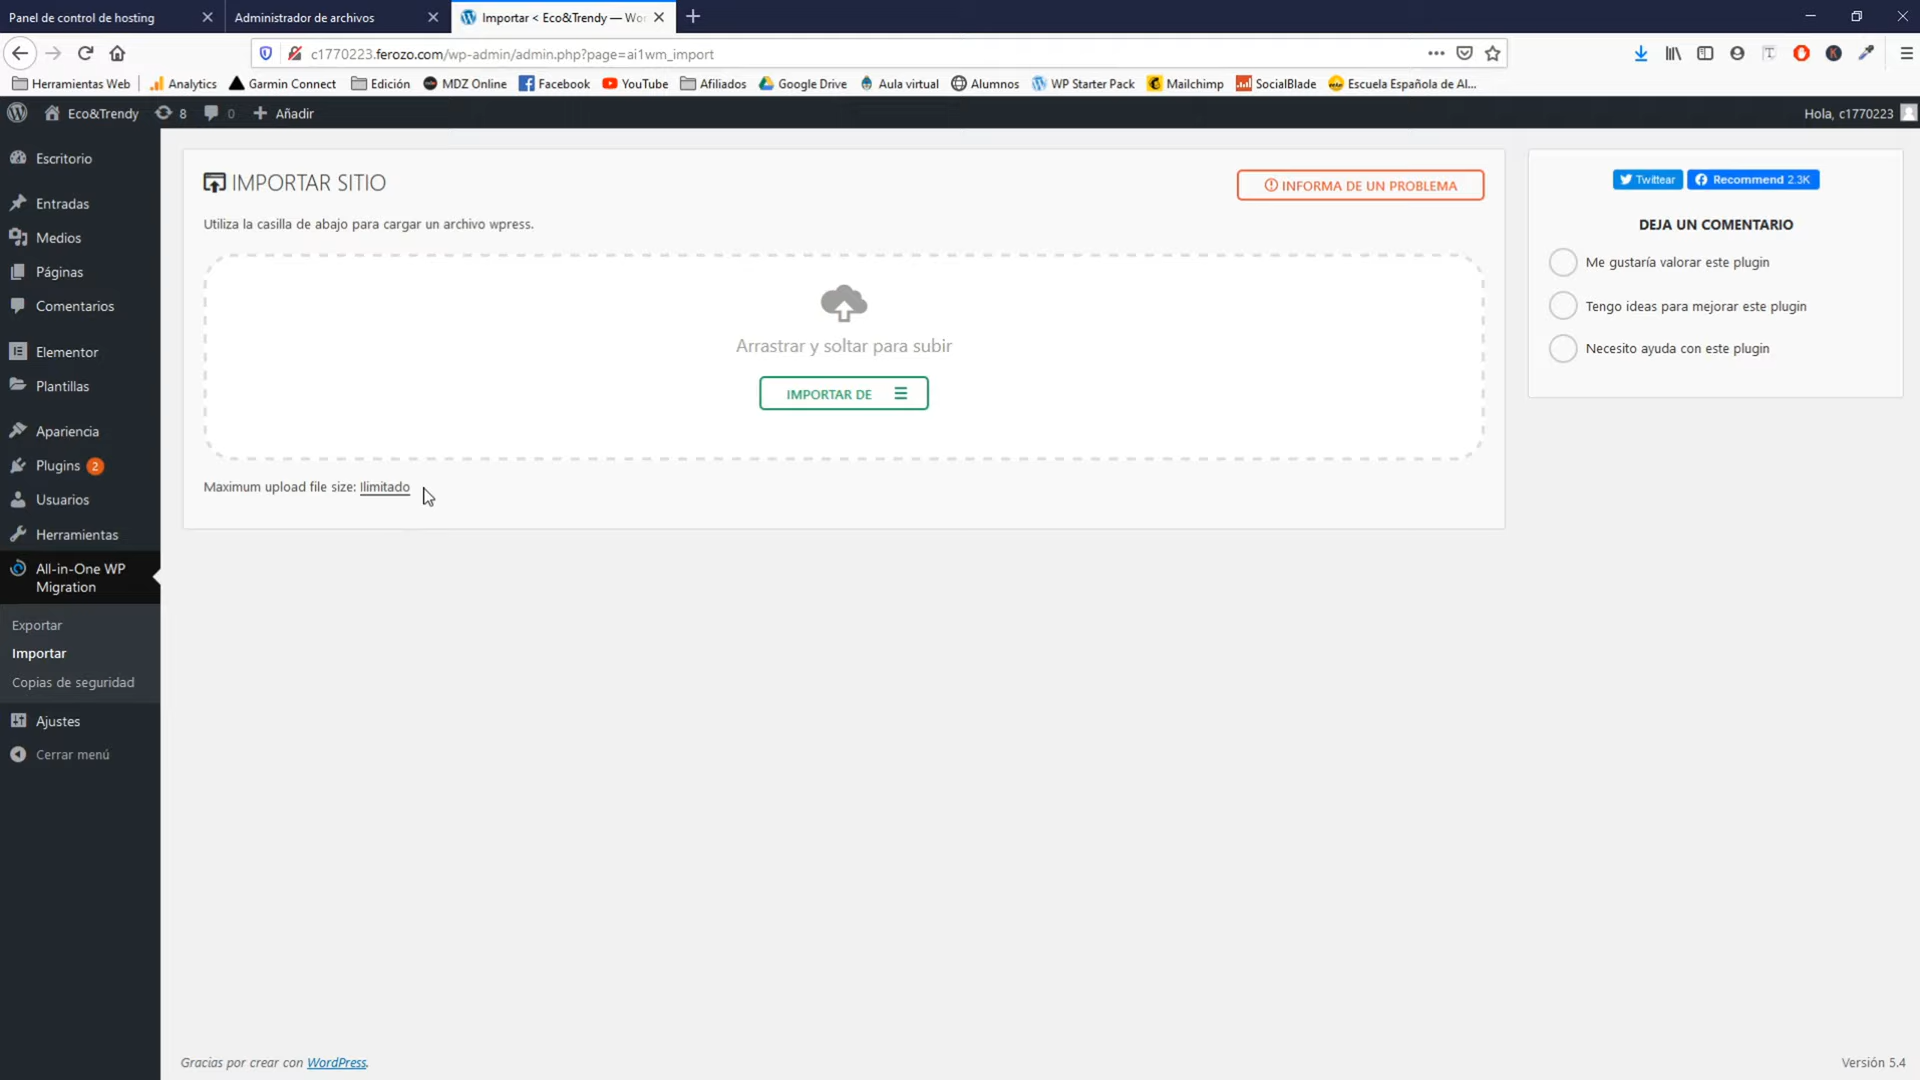 Panel de control de hosting
Administrador de archivos
Importar < Eco&Trendy — Wo
c1770223.ferozo.com/wp-admin/admin.php?page=ai1wm_import
Herramientas Web
Analytics
Garmin Connect
Edición
MDZ Online
Facebook
YouTube
Afiliados
Google Drive
Aula virtual
Alumnos
WP Starter Pack
Mailchimp
SocialBlade
Escuela Española de Al...
Eco&Trendy
8
0
Añadir
Hola, c1770223
Escritorio
Entradas
Medios
Páginas
Comentarios
Elementor
Plantillas
Apariencia
Plugins 2
Usuarios
Herramientas
All-in-One WP
Migration
Exportar
Importar
Copias de seguridad
Ajustes
Cerrar menú
IMPORTAR SITIO
INFORMA DE UN PROBLEMA
Utiliza la casilla de abajo para cargar un archivo wpress.
Arrastrar y soltar para subir
IMPORTAR DE
Maximum upload file size: Ilimitado
Twittear
Recommend 2.3K
DEJA UN COMENTARIO
Me gustaría valorar este plugin
Tengo ideas para mejorar este plugin
Necesito ayuda con este plugin
Gracias por crear con WordPress.
Versión 5.4